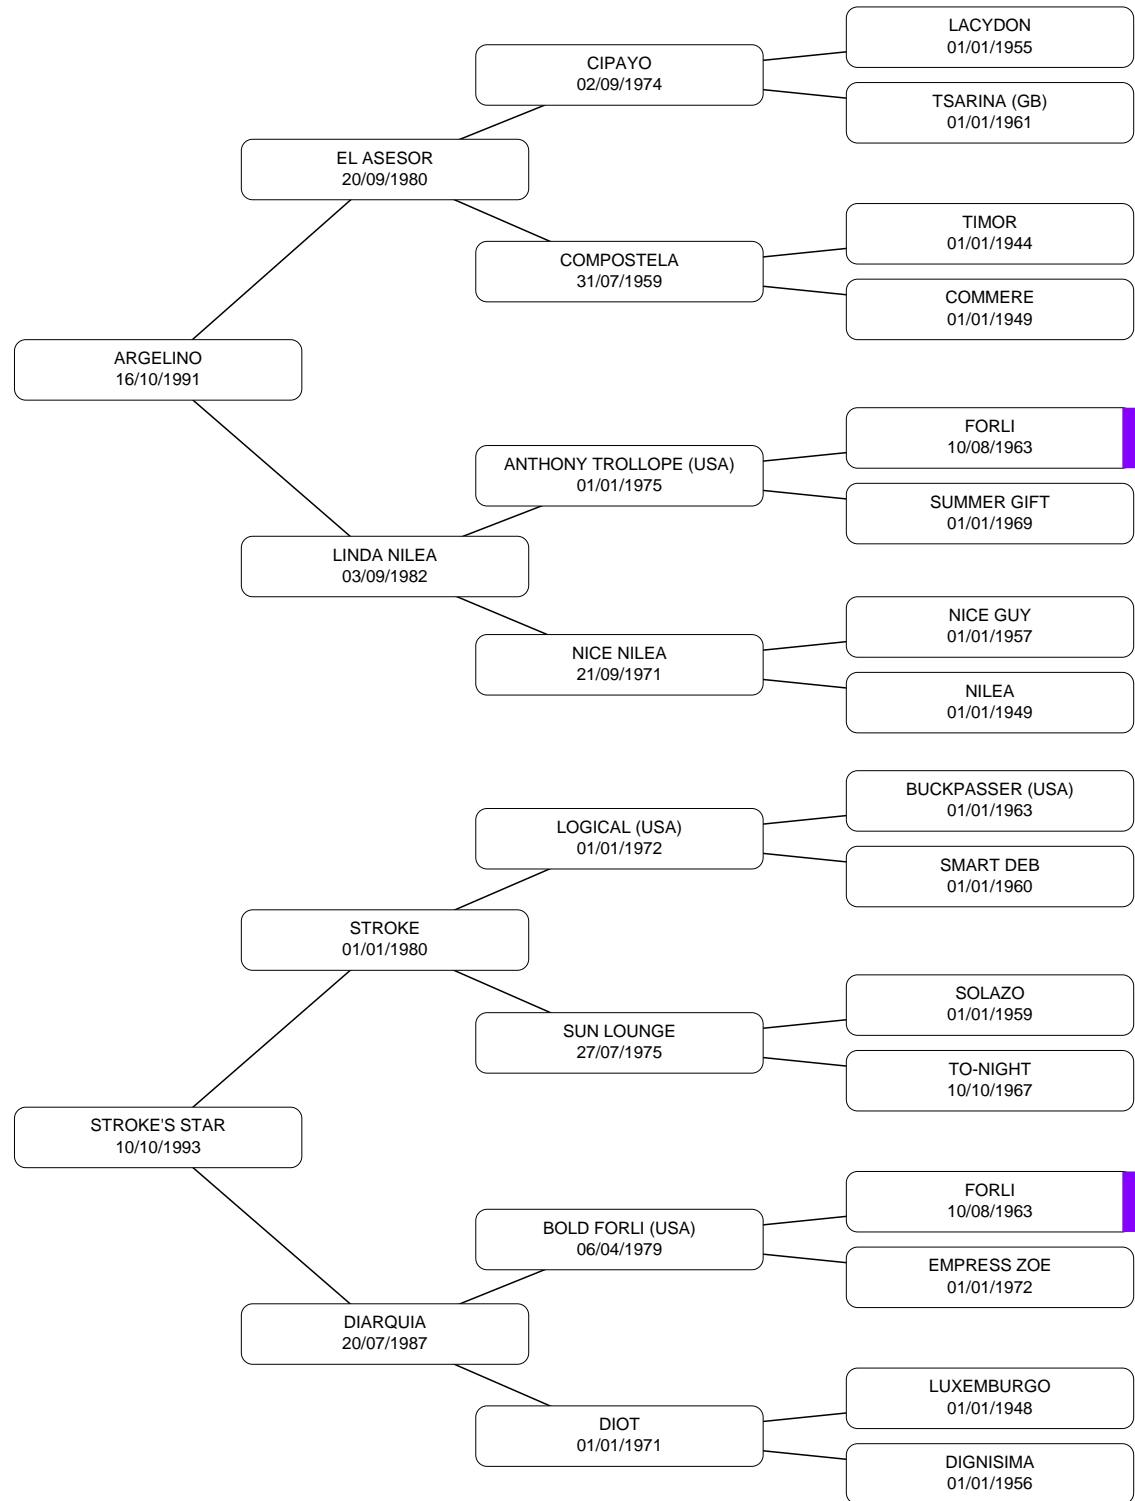 LACYDON
01/01/1955
CIPAYO
02/09/1974
TSARINA (GB)
01/01/1961
EL ASESOR
20/09/1980
TIMOR
01/01/1944
COMPOSTELA
31/07/1959
COMMERE
01/01/1949
ARGELINO
16/10/1991
FORLI
10/08/1963
ANTHONY TROLLOPE (USA)
01/01/1975
SUMMER GIFT
01/01/1969
LINDA NILEA
03/09/1982
NICE GUY
01/01/1957
NICE NILEA
21/09/1971
NILEA
01/01/1949
BUCKPASSER (USA)
01/01/1963
LOGICAL (USA)
01/01/1972
SMART DEB
01/01/1960
STROKE
01/01/1980
SOLAZO
01/01/1959
SUN LOUNGE
27/07/1975
TO-NIGHT
10/10/1967
STROKE'S STAR
10/10/1993
FORLI
10/08/1963
BOLD FORLI (USA)
06/04/1979
EMPRESS ZOE
01/01/1972
DIARQUIA
20/07/1987
LUXEMBURGO
01/01/1948
DIOT
01/01/1971
DIGNISIMA
01/01/1956